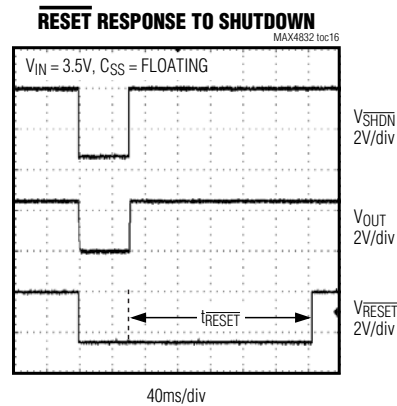 RESET RESPONSE TO SHUTDOWN
MAX4832 toc16
VIN = 3.5V, CSS = FLOATING
VSHDN
2V/div
VOUT
2V/div
tRESET
VRESET
2V/div
40ms/div